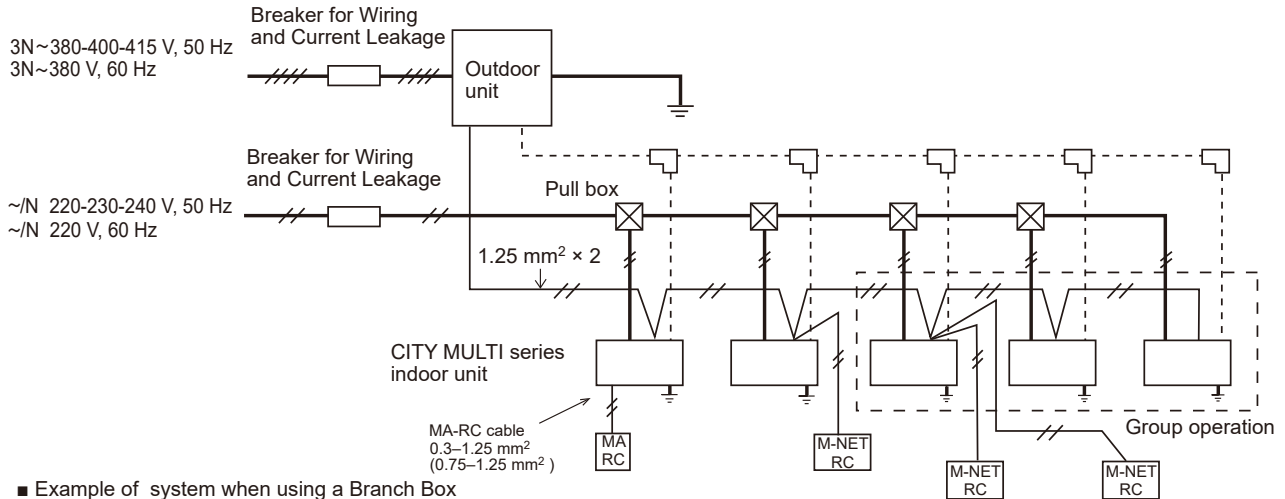 Breaker for Wiring
and Current Leakage
3N~380-400-415 V, 50 Hz
3N~380 V, 60 Hz
Outdoor
unit
Breaker for Wiring
and Current Leakage
Pull box
~/N 220-230-240 V, 50 Hz
~/N 220 V, 60 Hz
1.25 mm² × 2
CITY MULTI series
indoor unit
MA-RC cable
0.3–1.25 mm²
(0.75–1.25 mm² )
MA
RC
M-NET
RC
M-NET
RC
M-NET
RC
Group operation
■ Example of system when using a Branch Box